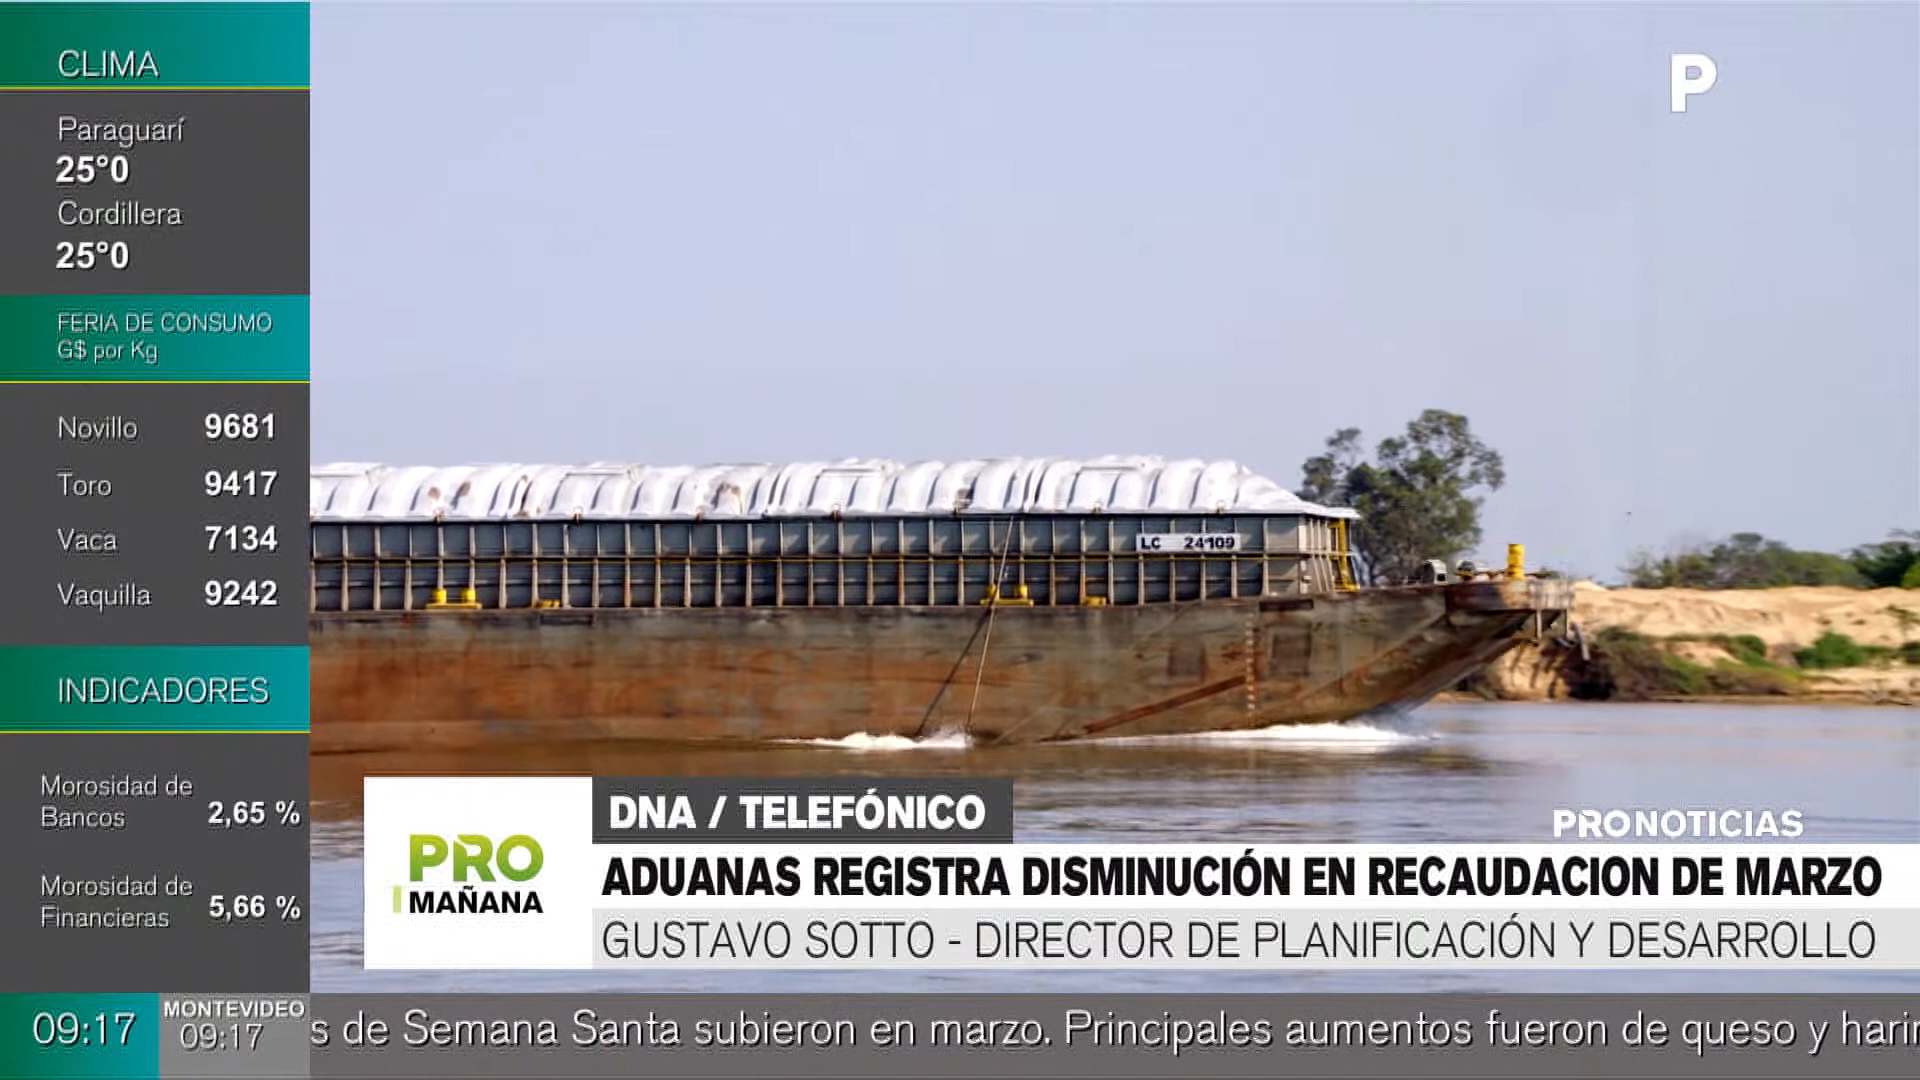 CLIMA
Paraguarí
25°0
Cordillera
25°0
FERIA DE CONSUMO
G$ por Kg
Novillo 9681
Toro 9417
Vaca 7134
Vaquilla 9242
INDICADORES
Morosidad de
Bancos 2,65 %
Morosidad de
Financieras 5,66 %
P
LC 24109
PRONOTICIAS
PRO
MAÑANA
DNA / TELEFÓNICO
ADUANAS REGISTRA DISMINUCIÓN EN RECAUDACION DE MARZO
GUSTAVO SOTTO - DIRECTOR DE PLANIFICACIÓN Y DESARROLLO
09:17
MONTEVIDEO
09:17
s de Semana Santa subieron en marzo. Principales aumentos fueron de queso y harin